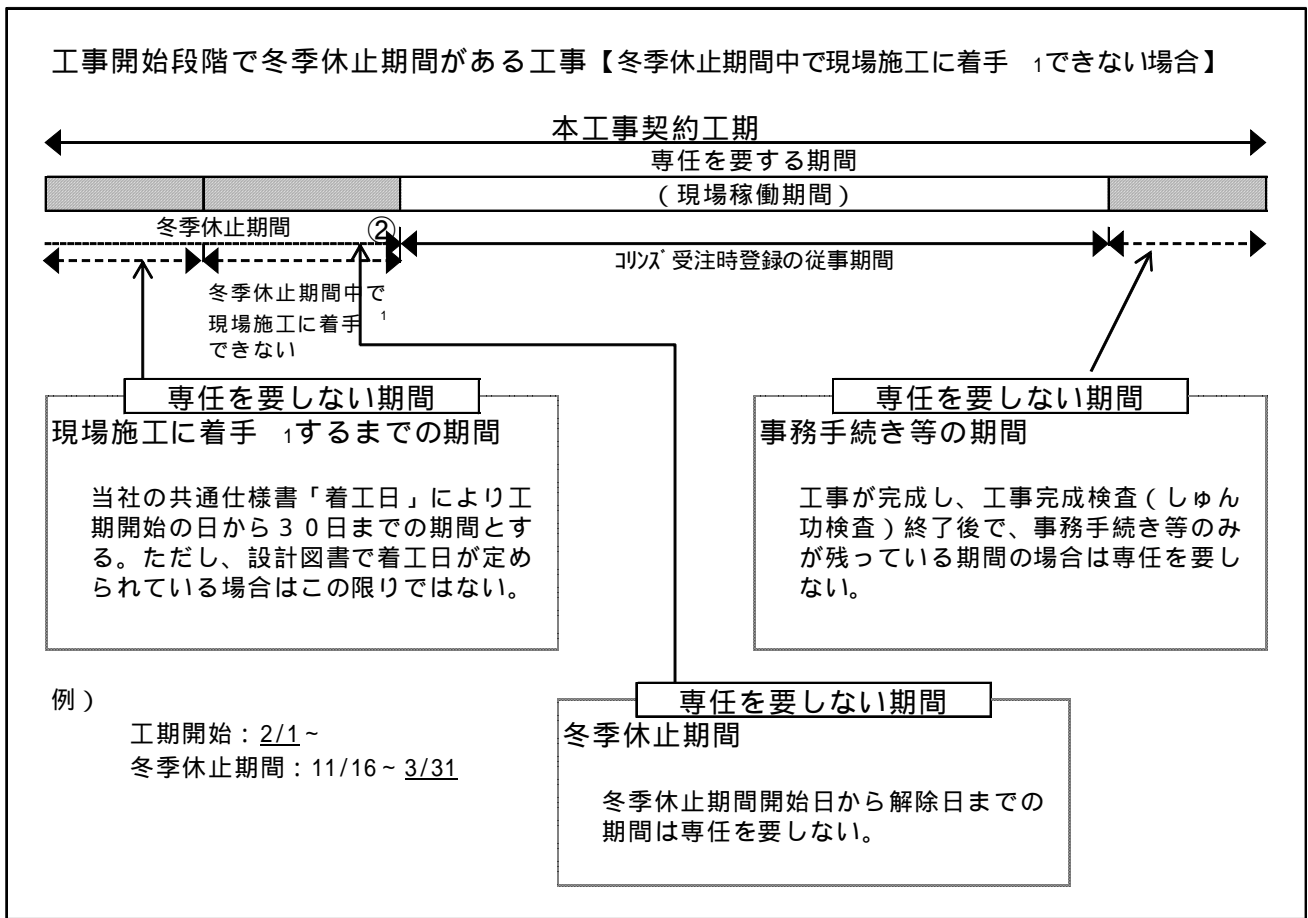 工事開始段階で冬季休止期間がある工事【冬季休止期間中で現場施工に着手 1できない場合】
本工事契約工期
専任を要する期間
(現場稼働期間)
冬季休止期間
②
コリンズ受注時登録の従事期間
冬季休止期間中で
現場施工に着手 1
できない
専任を要しない期間
現場施工に着手 1するまでの期間
当社の共通仕様書「着工日」により工
期開始の日から30日までの期間とす
る。ただし、設計図書で着工日が定め
られている場合はこの限りではない。
専任を要しない期間
事務手続き等の期間
工事が完成し、工事完成検査(しゅん
功検査)終了後で、事務手続き等のみ
が残っている期間の場合は専任を要し
ない。
例)
工期開始:2/1~
冬季休止期間:11/16~3/31
専任を要しない期間
冬季休止期間
冬季休止期間開始日から解除日までの
期間は専任を要しない。